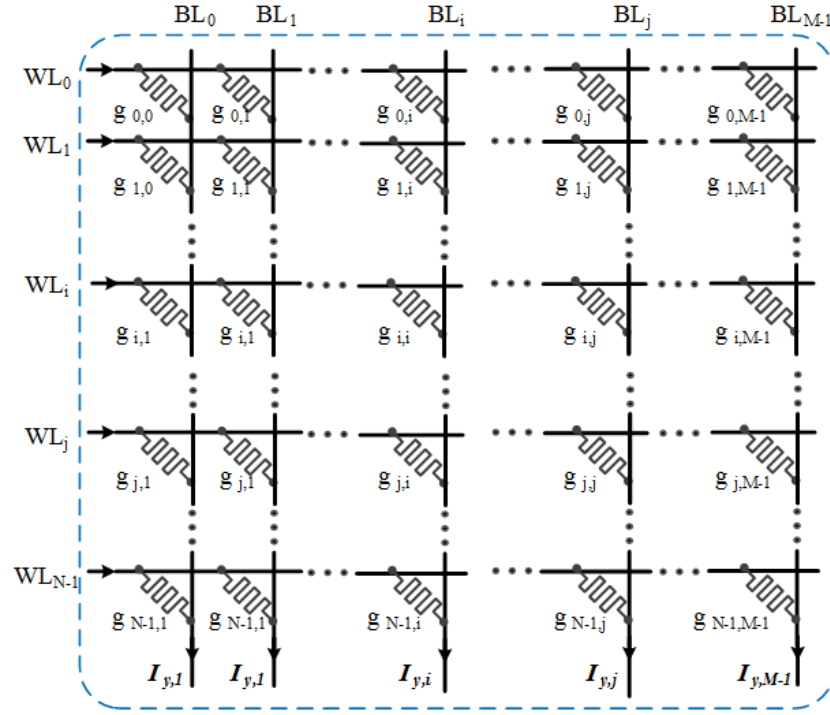 BL0 BL1 BLi BLj BLM-1
WL0
g 0,0 g 0,1 g 0,i g 0,j g 0,M-1
WL1
g 1,0 g 1,1 g 1,i g 1,j g 1,M-1
WLi
g i,1 g i,1 g i,i g i,j g i,M-1
WLj
g j,1 g j,1 g j,i g j,j g j,M-1
WLN-1
g N-1,1 g N-1,1 g N-1,i g N-1,j g N-1,M-1
Iy,1 Iy,1 Iy,i Iy,j Iy,M-1